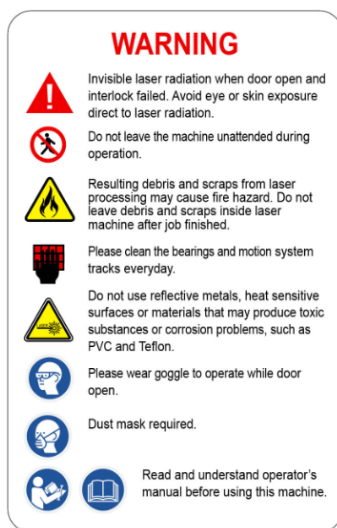 WARNING
Invisible laser radiation when door open and
interlock failed. Avoid eye or skin exposure
direct to laser radiation.
Do not leave the machine unattended during
operation.
Resulting debris and scraps from laser
processing may cause fire hazard. Do not
leave debris and scraps inside laser
machine after job finished.
Please clean the bearings and motion system
tracks everyday.
Do not use reflective metals, heat sensitive
surfaces or materials that may produce toxic
substances or corrosion problems, such as
PVC and Teflon.
Please wear goggle to operate while door
open.
Dust mask required.
Read and understand operator's
manual before using this machine.